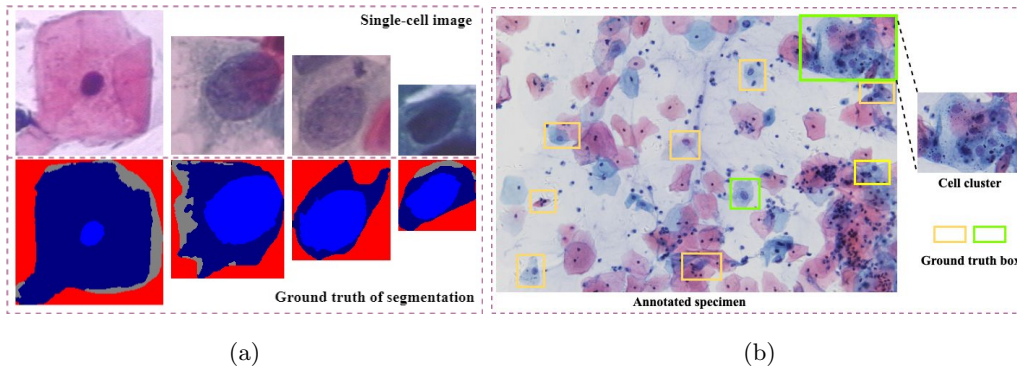 Single-cell image
Ground truth of segmentation
Cell cluster
Ground truth box
Annotated specimen
(a)
(b)